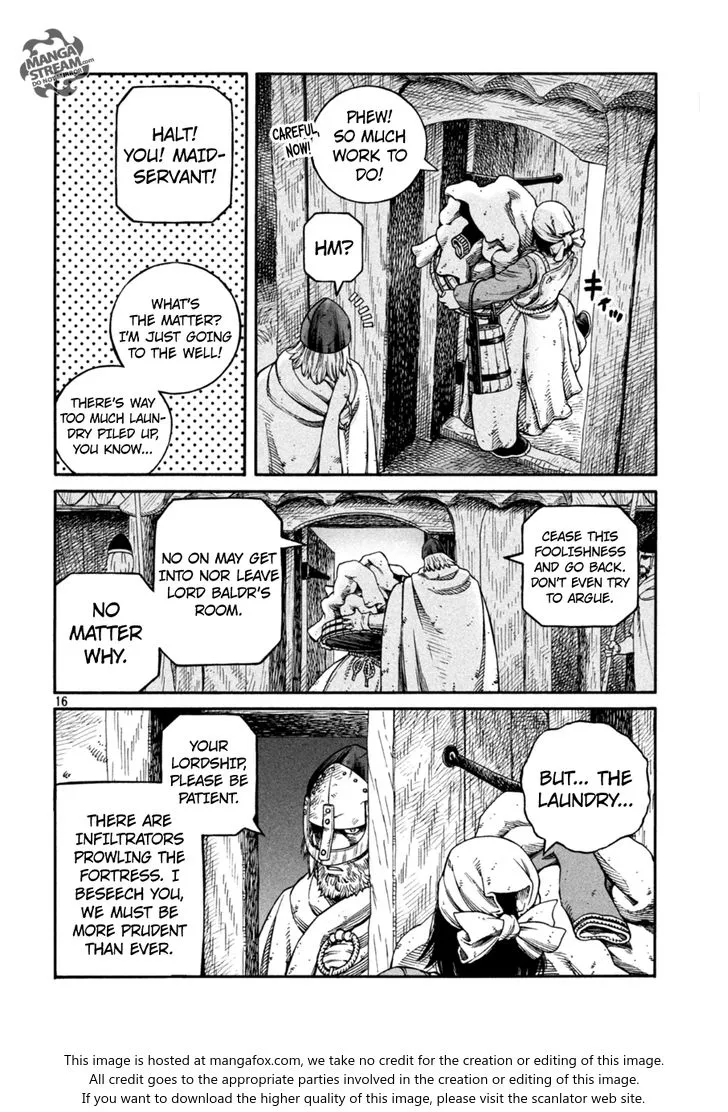 MANGA
STREAM.com
DO NOT MIRROR
PHEW!
SO MUCH
WORK TO
DO!
CAREFUL,
NOW!
HM?
キィ...
HALT!
YOU! MAID-
SERVANT!
WHAT'S
THE MATTER?
I'M JUST GOING
TO THE WELL!
THERE'S WAY
TOO MUCH LAUN-
DRY PILED UP,
YOU KNOW...
CEASE THIS
FOOLISHNESS
AND GO BACK.
DON'T EVEN TRY
TO ARGUE.
NO ON MAY GET
INTO NOR LEAVE
LORD BALDR'S
ROOM.
NO
MATTER
WHY.
16
BUT... THE
LAUNDRY...
YOUR
LORDSHIP,
PLEASE BE
PATIENT.
THERE ARE
INFILTRATORS
PROWLING THE
FORTRESS. I
BESEECH YOU,
WE MUST BE
MORE PRUDENT
THAN EVER.
This image is hosted at mangafox.com, we take no credit for the creation or editing of this image.
All credit goes to the appropriate parties involved in the creation or editing of this image.
If you want to download the higher quality of this image, please visit the scanlator web site.